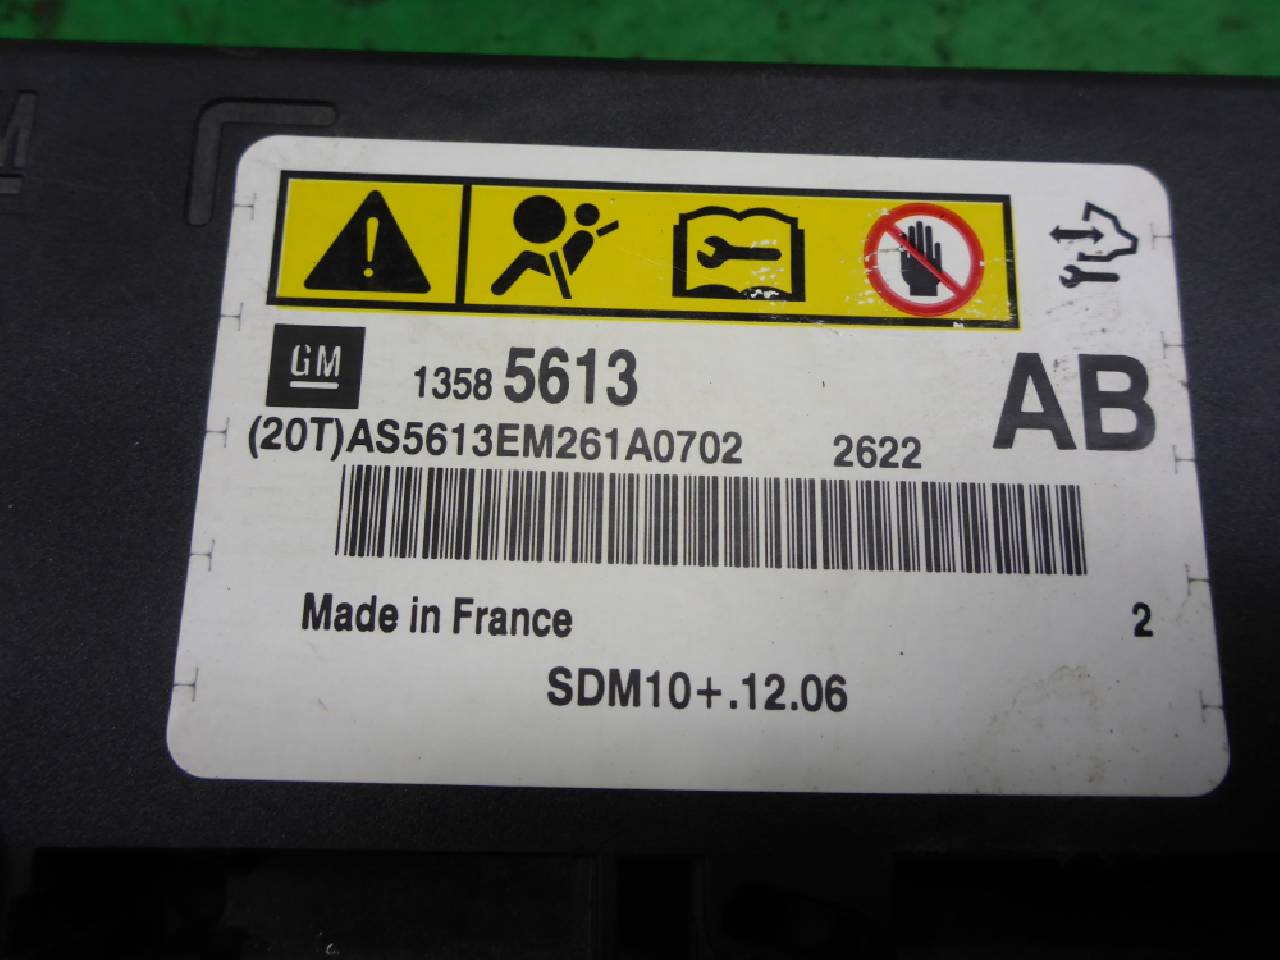 GM
1358 5613
AB
(20T)AS5613EM261A0702 2622
Made in France
2
SDM10+.12.06